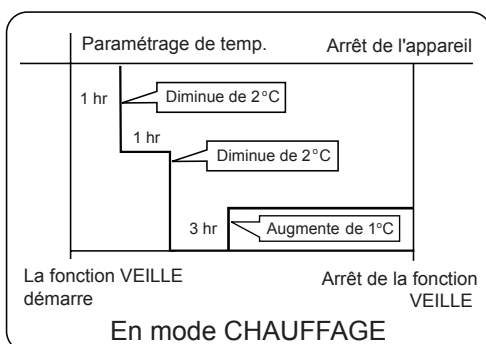 Paramétrage de temp.
Arrêt de l'appareil
1 hr
Diminue de 2°C
1 hr
Diminue de 2°C
3 hr
Augmente de 1°C
La fonction VEILLE
démarre
Arrêt de la fonction
VEILLE
En mode CHAUFFAGE